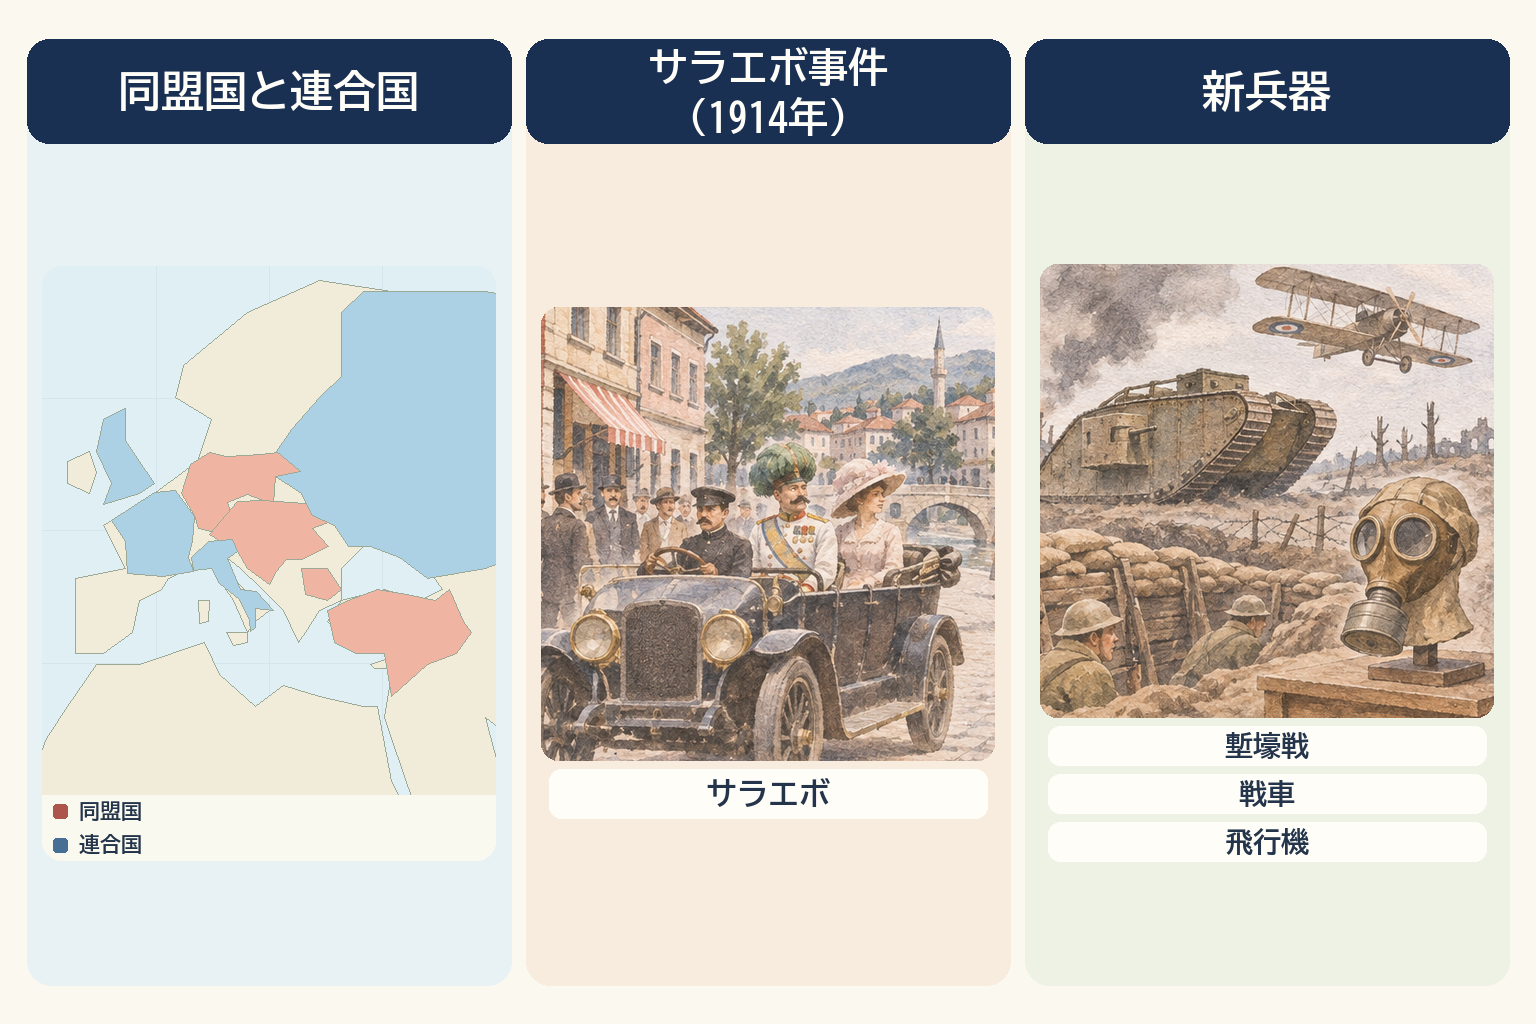 同盟国と連合国
同盟国
連合国
サラエボ事件
（1914年）
サラエボ
新兵器
塹壕戦
戦車
飛行機